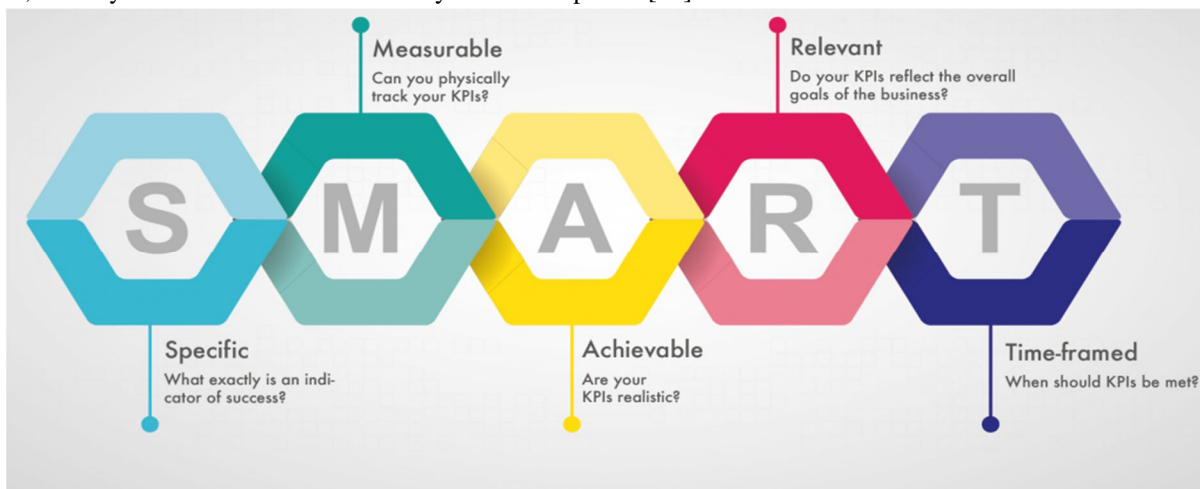 Measurable
Can you physically
track your KPIs?
Relevant
Do your KPIs reflect the overall
goals of the business?
S M A R T
Specific
What exactly is an indi-
cator of success?
Achievable
Are your
KPIs realistic?
Time-framed
When should KPIs be met?